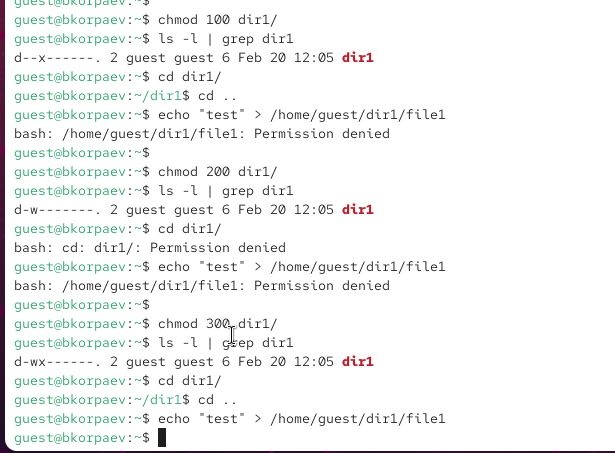 guest@bkorpaev:~$
guest@bkorpaev:~$ chmod 100 dir1/
guest@bkorpaev:~$ ls -l | grep dir1
d--x------. 2 guest guest 6 Feb 20 12:05 dir1
guest@bkorpaev:~$ cd dir1/
guest@bkorpaev:~/dir1$ cd ..
guest@bkorpaev:~$ echo "test" > /home/guest/dir1/file1
bash: /home/guest/dir1/file1: Permission denied
guest@bkorpaev:~$
guest@bkorpaev:~$ chmod 200 dir1/
guest@bkorpaev:~$ ls -l | grep dir1
d-w-------. 2 guest guest 6 Feb 20 12:05 dir1
guest@bkorpaev:~$ cd dir1/
bash: cd: dir1/: Permission denied
guest@bkorpaev:~$ echo "test" > /home/guest/dir1/file1
bash: /home/guest/dir1/file1: Permission denied
guest@bkorpaev:~$
guest@bkorpaev:~$ chmod 300 dir1/
guest@bkorpaev:~$ ls -l | grep dir1
d-wx------. 2 guest guest 6 Feb 20 12:05 dir1
guest@bkorpaev:~$ cd dir1/
guest@bkorpaev:~/dir1$ cd ..
guest@bkorpaev:~$ echo "test" > /home/guest/dir1/file1
guest@bkorpaev:~$